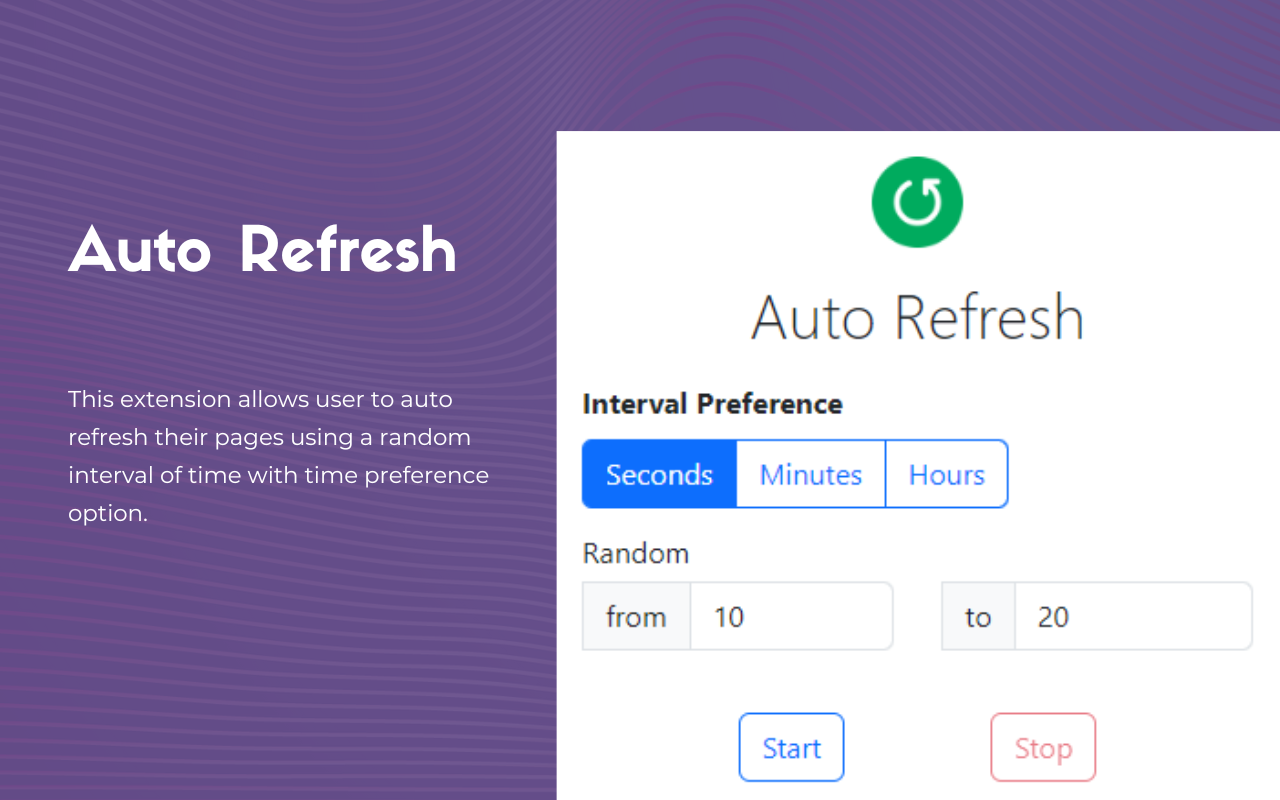 Auto Refresh
This extension allows user to auto
refresh their pages using a random
interval of time with time preference
option.
Auto Refresh
Interval Preference
Seconds Minutes Hours
Random
from 10 to 20
Start Stop